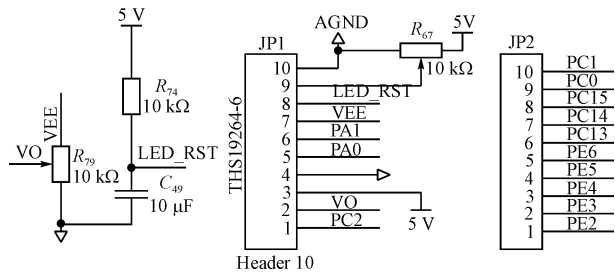 5 V
R74
10 kΩ
VEE
VO
R79
10 kΩ
LED_RST
C49
10 μF
AGND
R67
10 kΩ
5V
JP1
THS19264-6
10
9
8 LED_RST
7 VEE
6 PA1
5 PA0
4
3
2 VO
1 PC2
5 V
Header 10
JP2
10 PC1
9 PC0
8 PC15
7 PC14
6 PC13
5 PE6
4 PE5
3 PE4
2 PE3
1 PE2